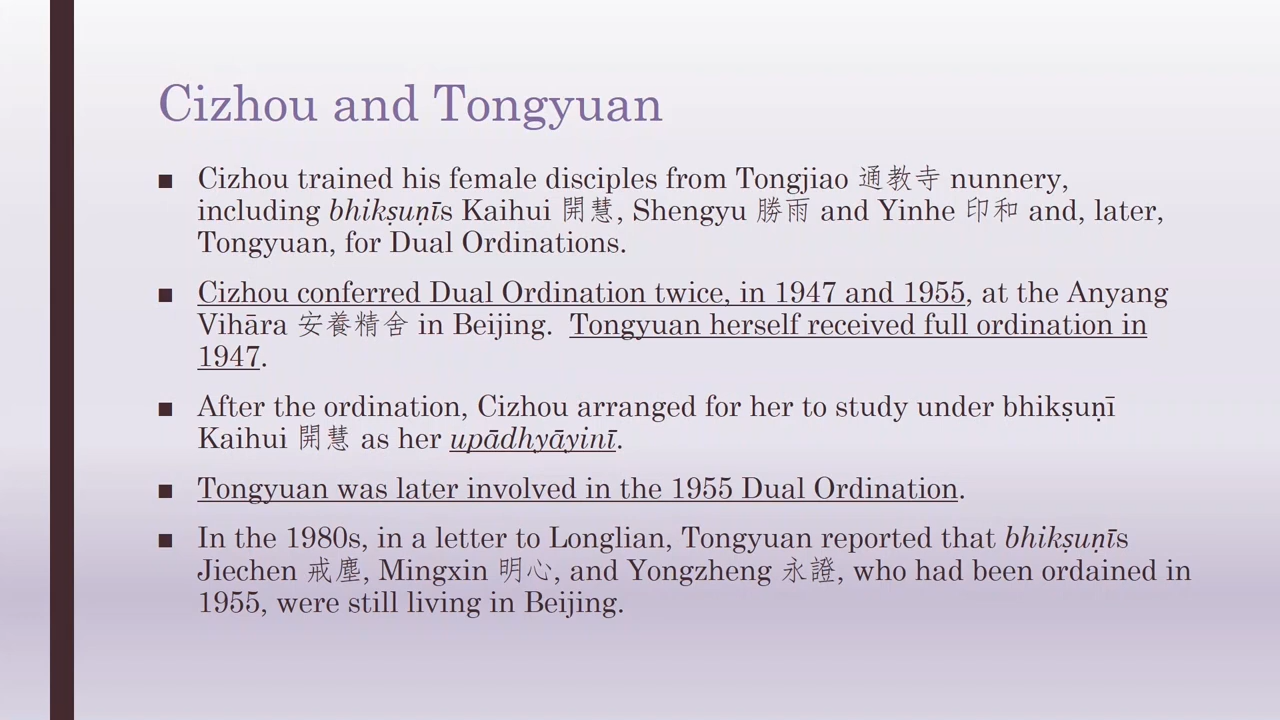 Cizhou and Tongyuan
■ Cizhou trained his female disciples from Tongjiao 通教寺 nunnery,
including bhikṣuṇīs Kaihui 開慧, Shengyu 勝雨 and Yinhe 印和 and, later,
Tongyuan, for Dual Ordinations.
■ Cizhou conferred Dual Ordination twice, in 1947 and 1955, at the Anyang
Vihāra 安養精舍 in Beijing. Tongyuan herself received full ordination in
1947.
■ After the ordination, Cizhou arranged for her to study under bhikṣuṇī
Kaihui 開慧 as her upādhyāyinī.
■ Tongyuan was later involved in the 1955 Dual Ordination.
■ In the 1980s, in a letter to Longlian, Tongyuan reported that bhikṣuṇīs
Jiechen 戒塵, Mingxin 明心, and Yongzheng 永證, who had been ordained in
1955, were still living in Beijing.